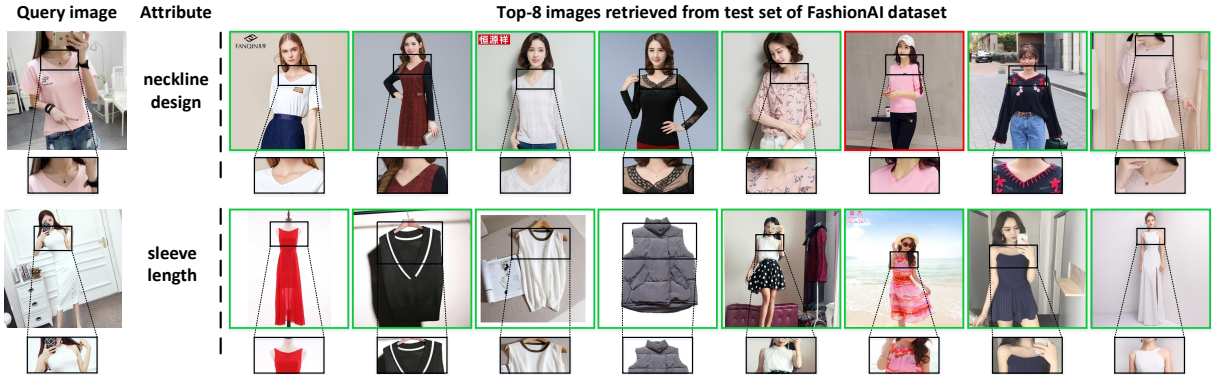 Query image
Attribute
Top-8 images retrieved from test set of FashionAI dataset
neckline
design
FANQIN
恒源祥
sleeve
length